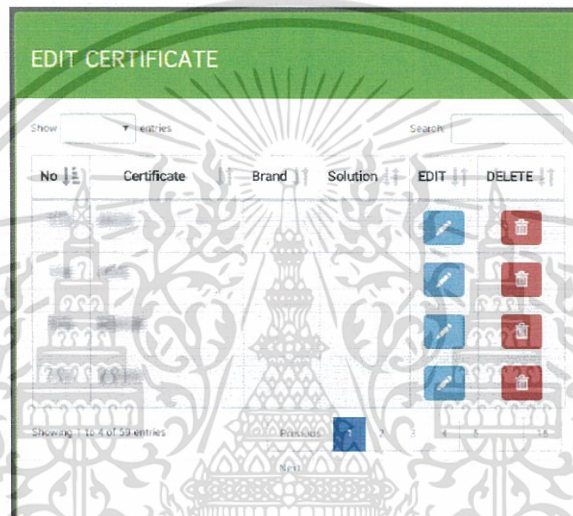 EDIT CERTIFICATE
Show entries Search:
No Certificate Brand Solution EDIT DELETE
Showing 1 to 4 of 59 entries Previous 1 2 3 4 5 15
Next